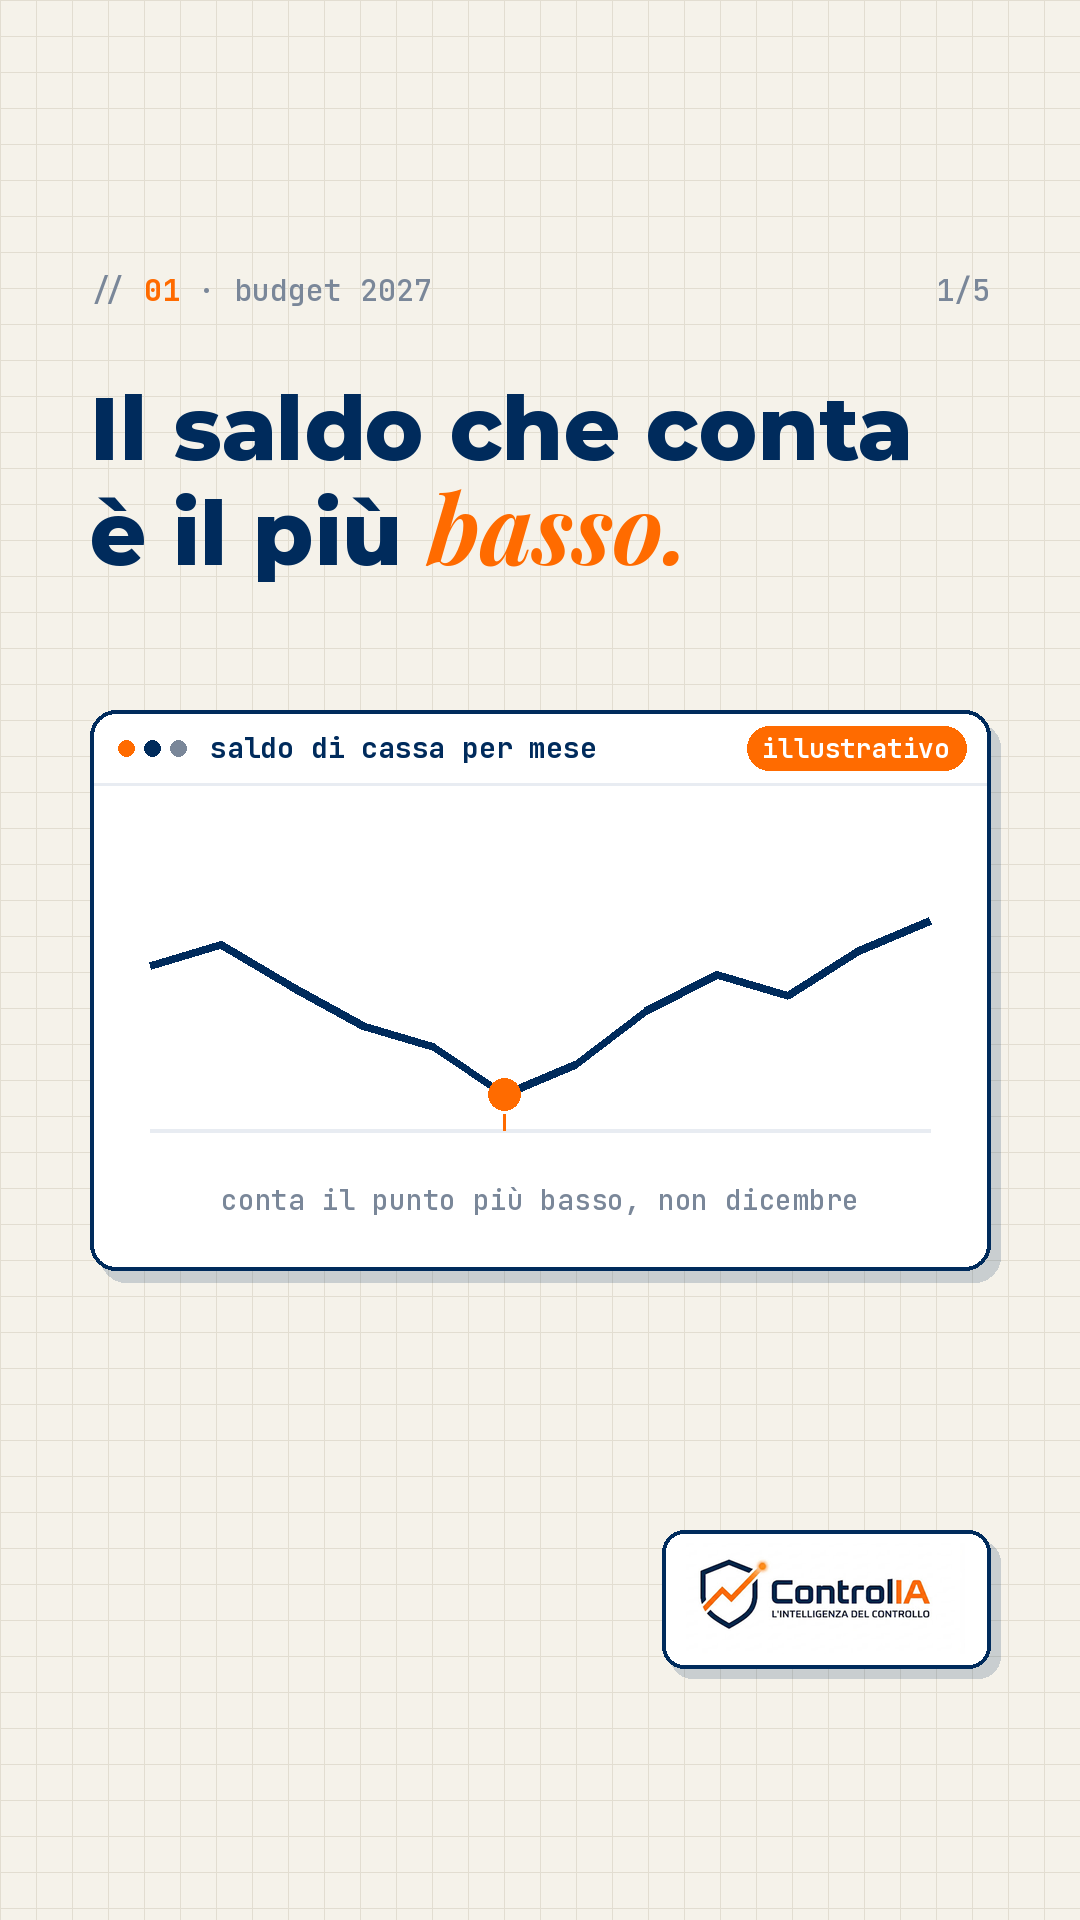 // 01 · budget 2027
1/5
Il saldo che conta
è il più basso.
saldo di cassa per mese
illustrativo
conta il punto più basso, non dicembre
ControlIA
L'INTELLIGENZA DEL CONTROLLO